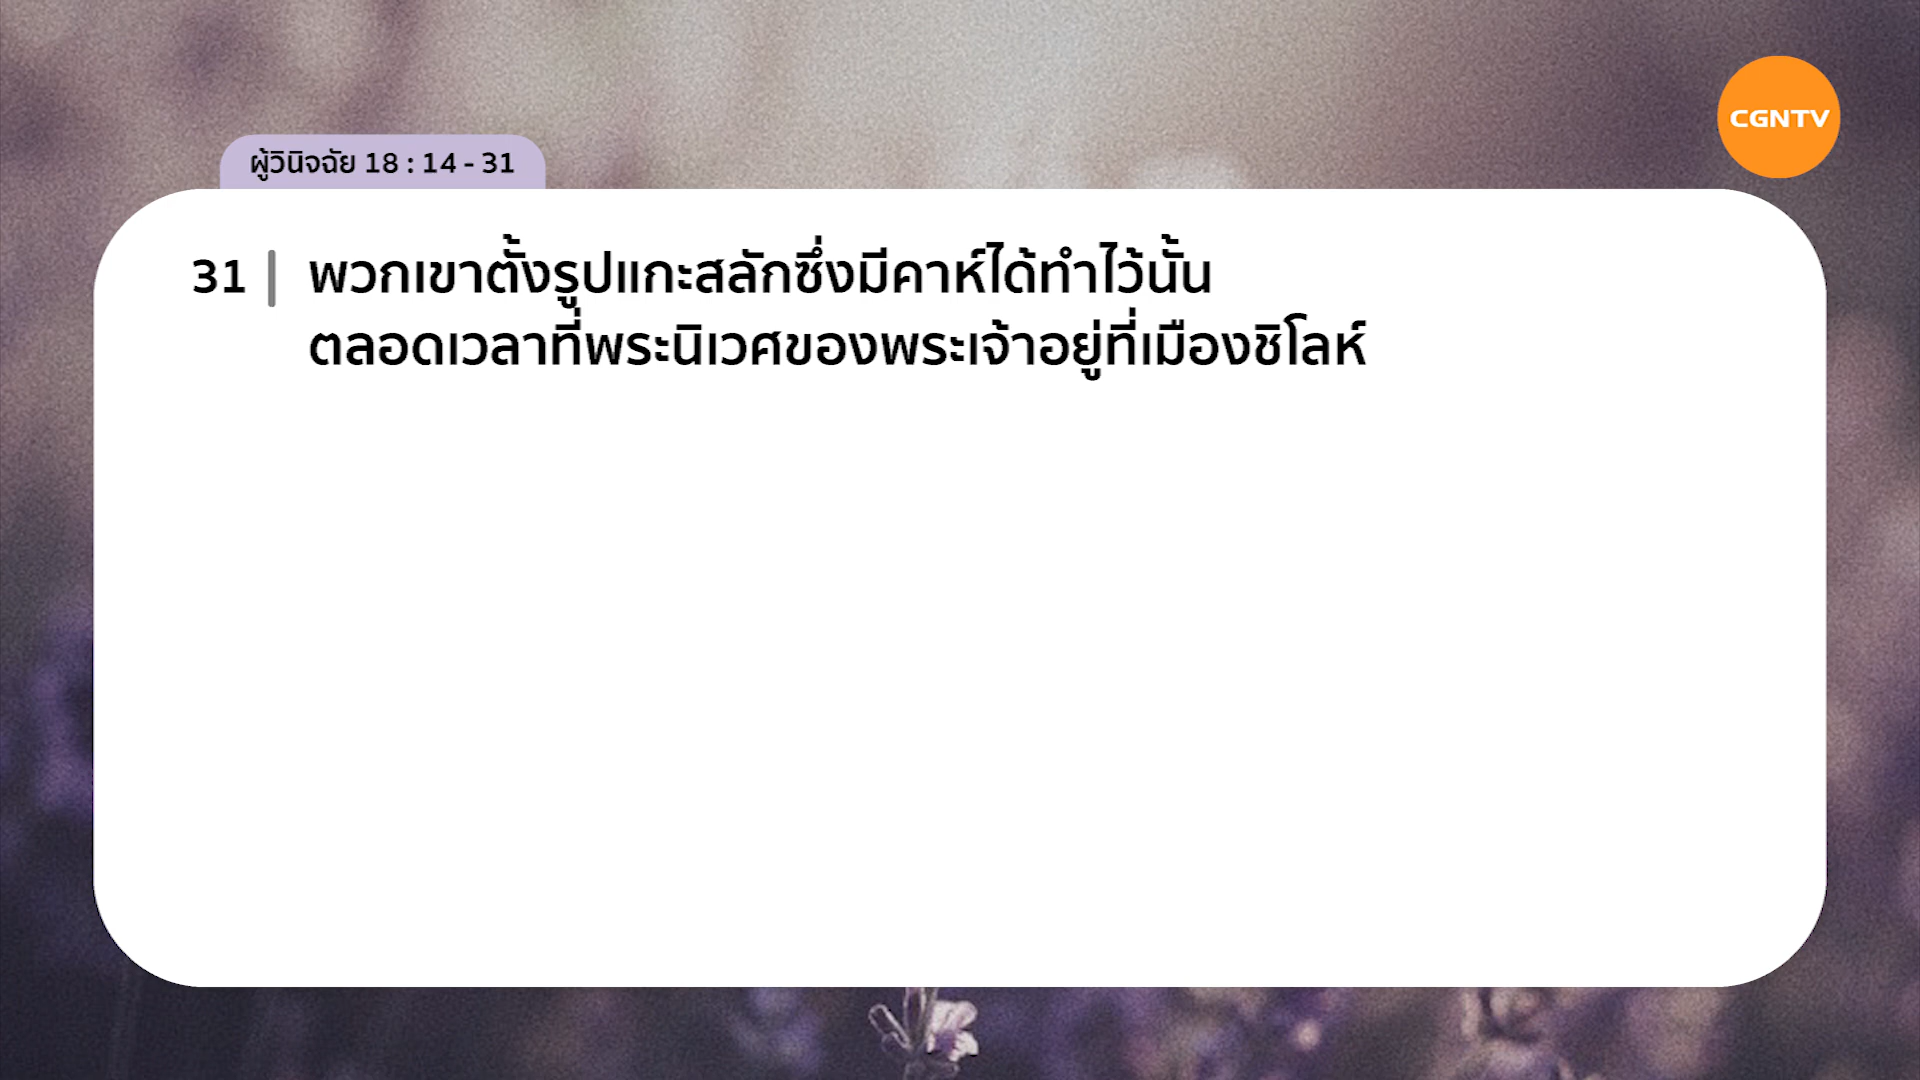 CGNTV
ผู้วินิจฉัย 18 : 14 - 31
31 | พวกเขาตั้งรูปแกะสลักซึ่งมีคาห์ได้ทำไว้นั้น
ตลอดเวลาที่พระนิเวศของพระเจ้าอยู่ที่เมืองชิโลห์